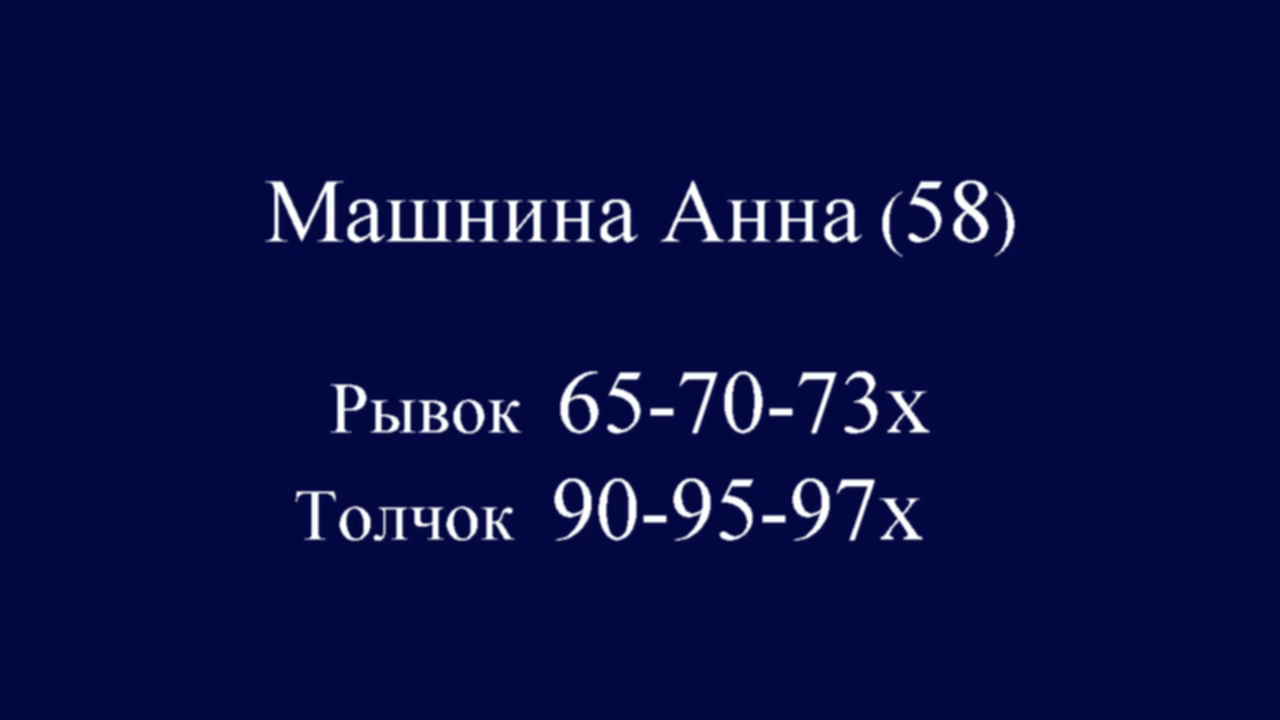 Машнина Анна (58)
Рывок 65-70-73х
Толчок 90-95-97х